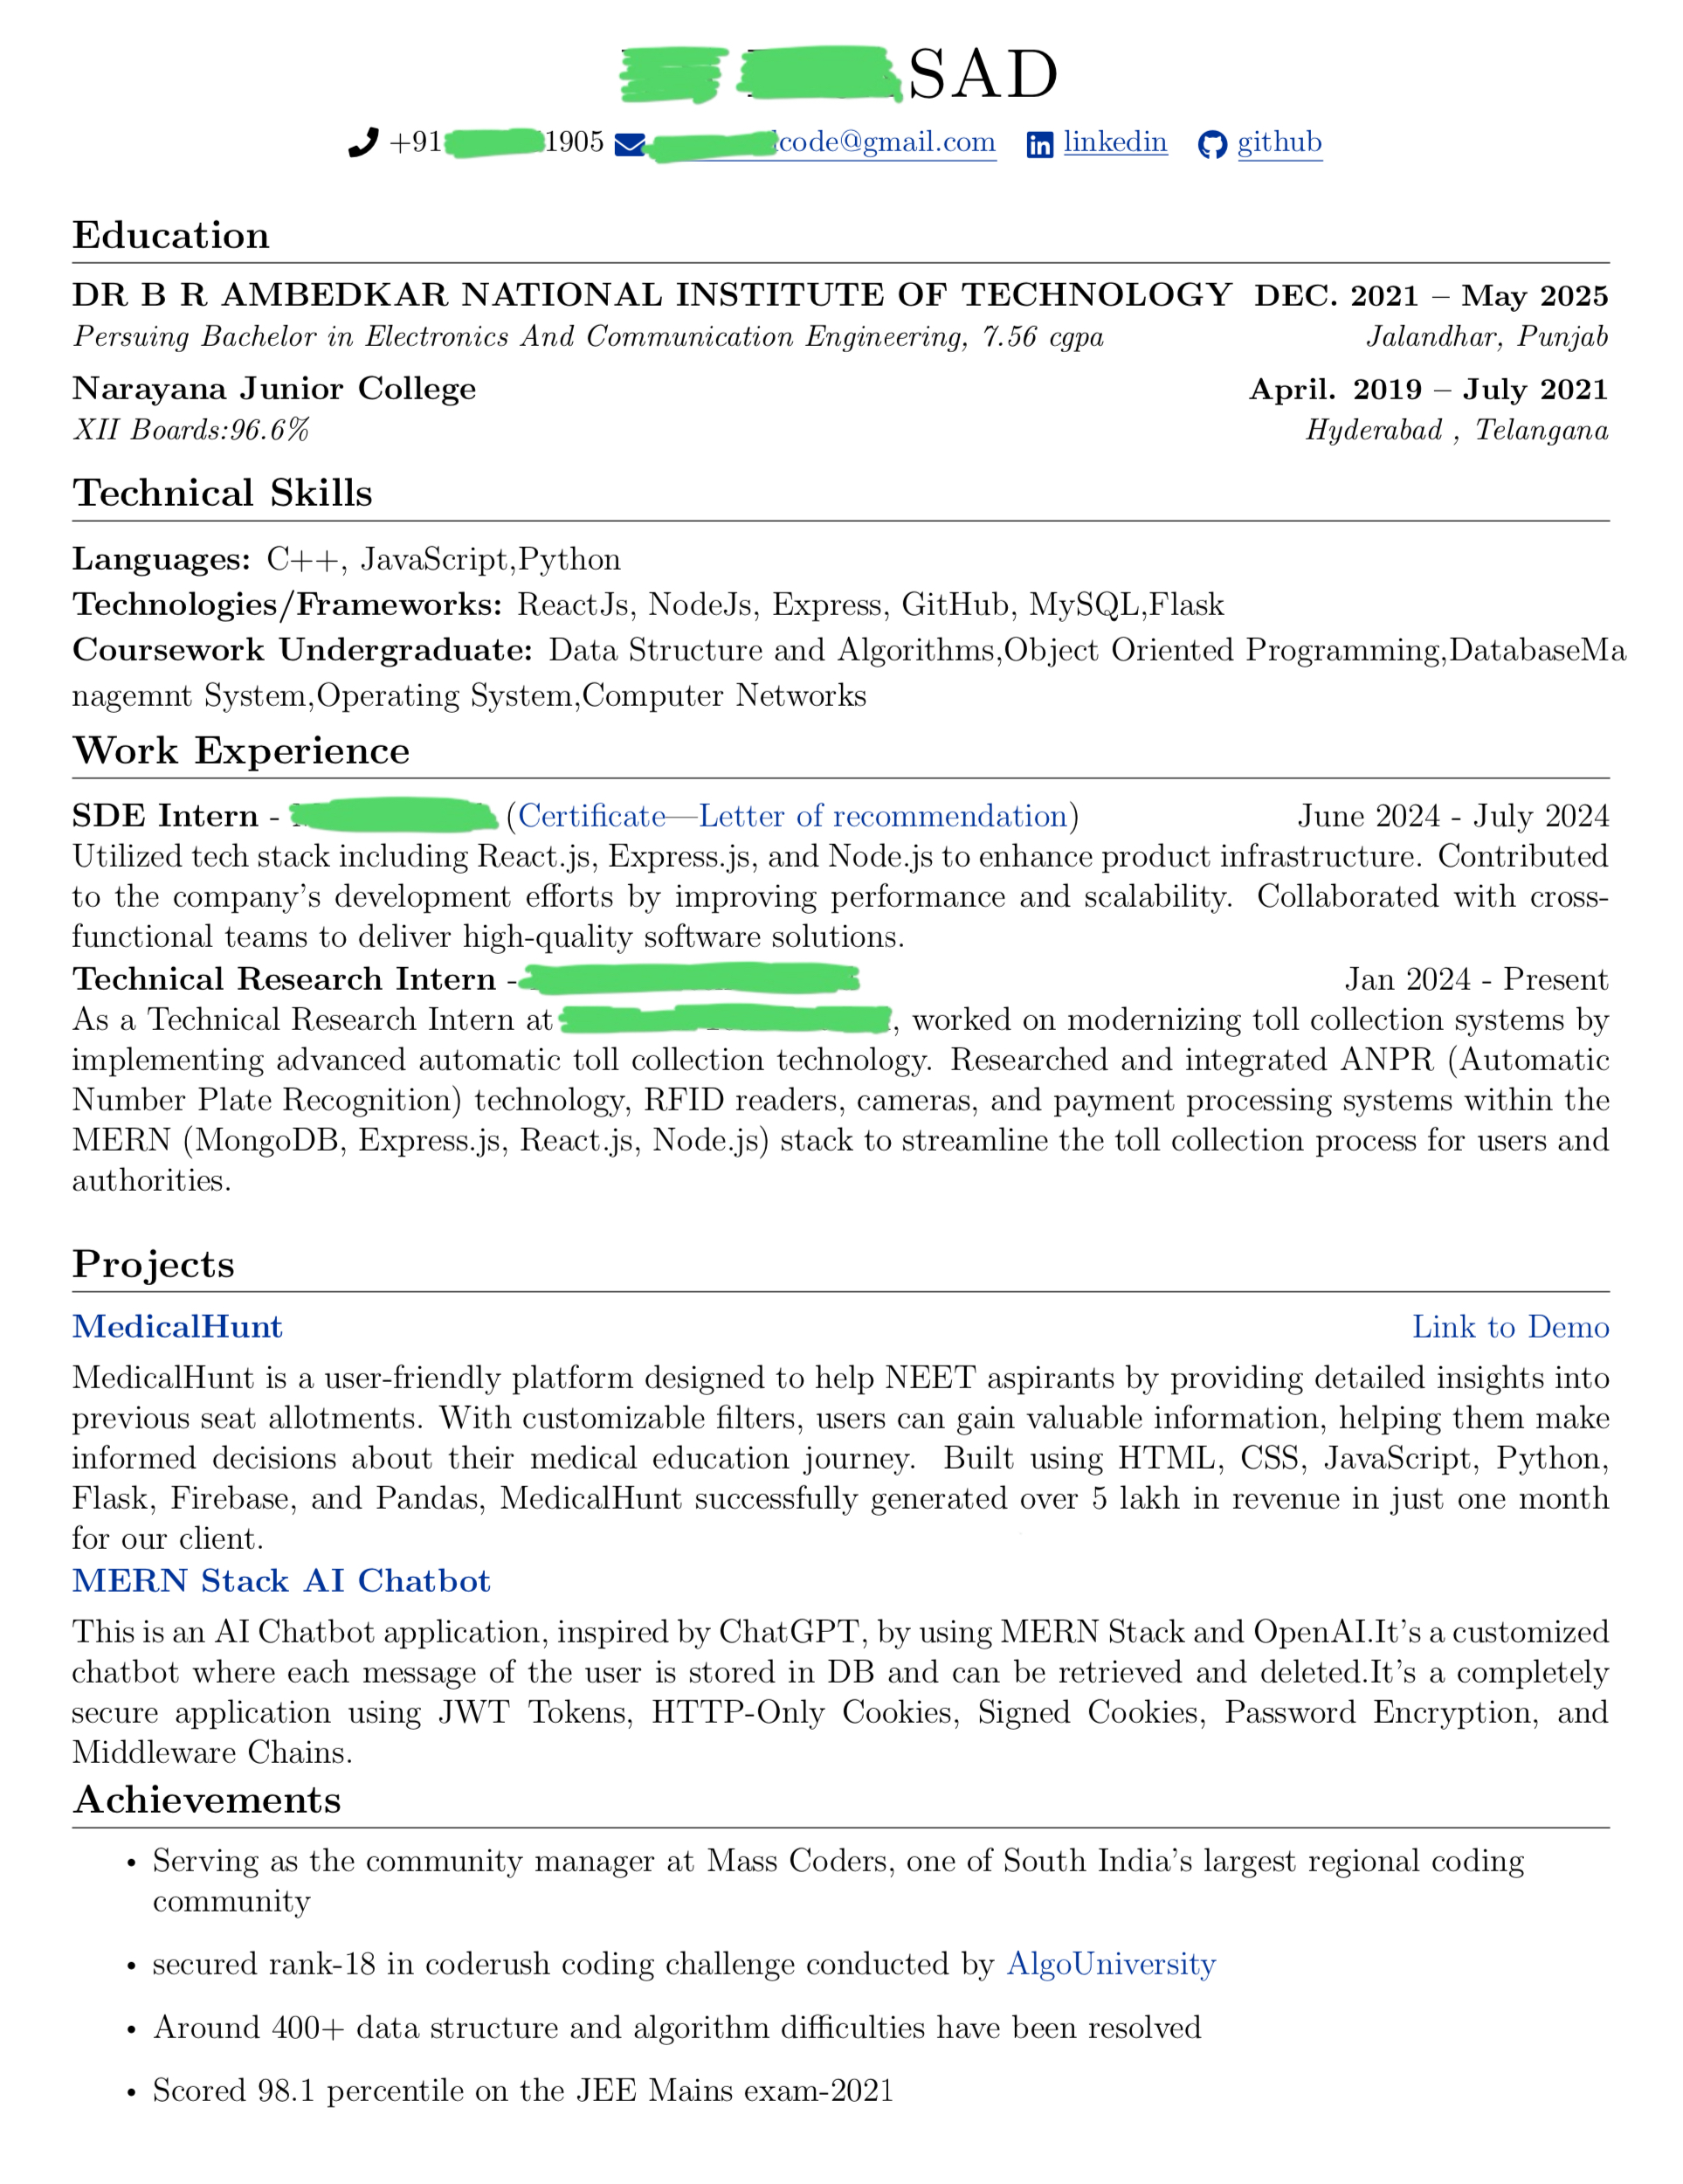 SAD
+91 1905 code@gmail.com linkedin github
Education
DR B R AMBEDKAR NATIONAL INSTITUTE OF TECHNOLOGY DEC. 2021 – May 2025
Persuing Bachelor in Electronics And Communication Engineering, 7.56 cgpa Jalandhar, Punjab
Narayana Junior College April. 2019 – July 2021
XII Boards:96.6% Hyderabad , Telangana
Technical Skills
Languages: C++, JavaScript,Python
Technologies/Frameworks: ReactJs, NodeJs, Express, GitHub, MySQL,Flask
Coursework Undergraduate: Data Structure and Algorithms,Object Oriented Programming,DatabaseMa
nagemnt System,Operating System,Computer Networks
Work Experience
SDE Intern - (Certificate—Letter of recommendation) June 2024 - July 2024
Utilized tech stack including React.js, Express.js, and Node.js to enhance product infrastructure. Contributed
to the company's development efforts by improving performance and scalability. Collaborated with cross-
functional teams to deliver high-quality software solutions.
Technical Research Intern - Jan 2024 - Present
As a Technical Research Intern at , worked on modernizing toll collection systems by
implementing advanced automatic toll collection technology. Researched and integrated ANPR (Automatic
Number Plate Recognition) technology, RFID readers, cameras, and payment processing systems within the
MERN (MongoDB, Express.js, React.js, Node.js) stack to streamline the toll collection process for users and
authorities.
Projects
MedicalHunt Link to Demo
MedicalHunt is a user-friendly platform designed to help NEET aspirants by providing detailed insights into
previous seat allotments. With customizable filters, users can gain valuable information, helping them make
informed decisions about their medical education journey. Built using HTML, CSS, JavaScript, Python,
Flask, Firebase, and Pandas, MedicalHunt successfully generated over 5 lakh in revenue in just one month
for our client.
MERN Stack AI Chatbot
This is an AI Chatbot application, inspired by ChatGPT, by using MERN Stack and OpenAI.It's a customized
chatbot where each message of the user is stored in DB and can be retrieved and deleted.It's a completely
secure application using JWT Tokens, HTTP-Only Cookies, Signed Cookies, Password Encryption, and
Middleware Chains.
Achievements
• Serving as the community manager at Mass Coders, one of South India's largest regional coding
community
• secured rank-18 in coderush coding challenge conducted by AlgoUniversity
• Around 400+ data structure and algorithm difficulties have been resolved
• Scored 98.1 percentile on the JEE Mains exam-2021